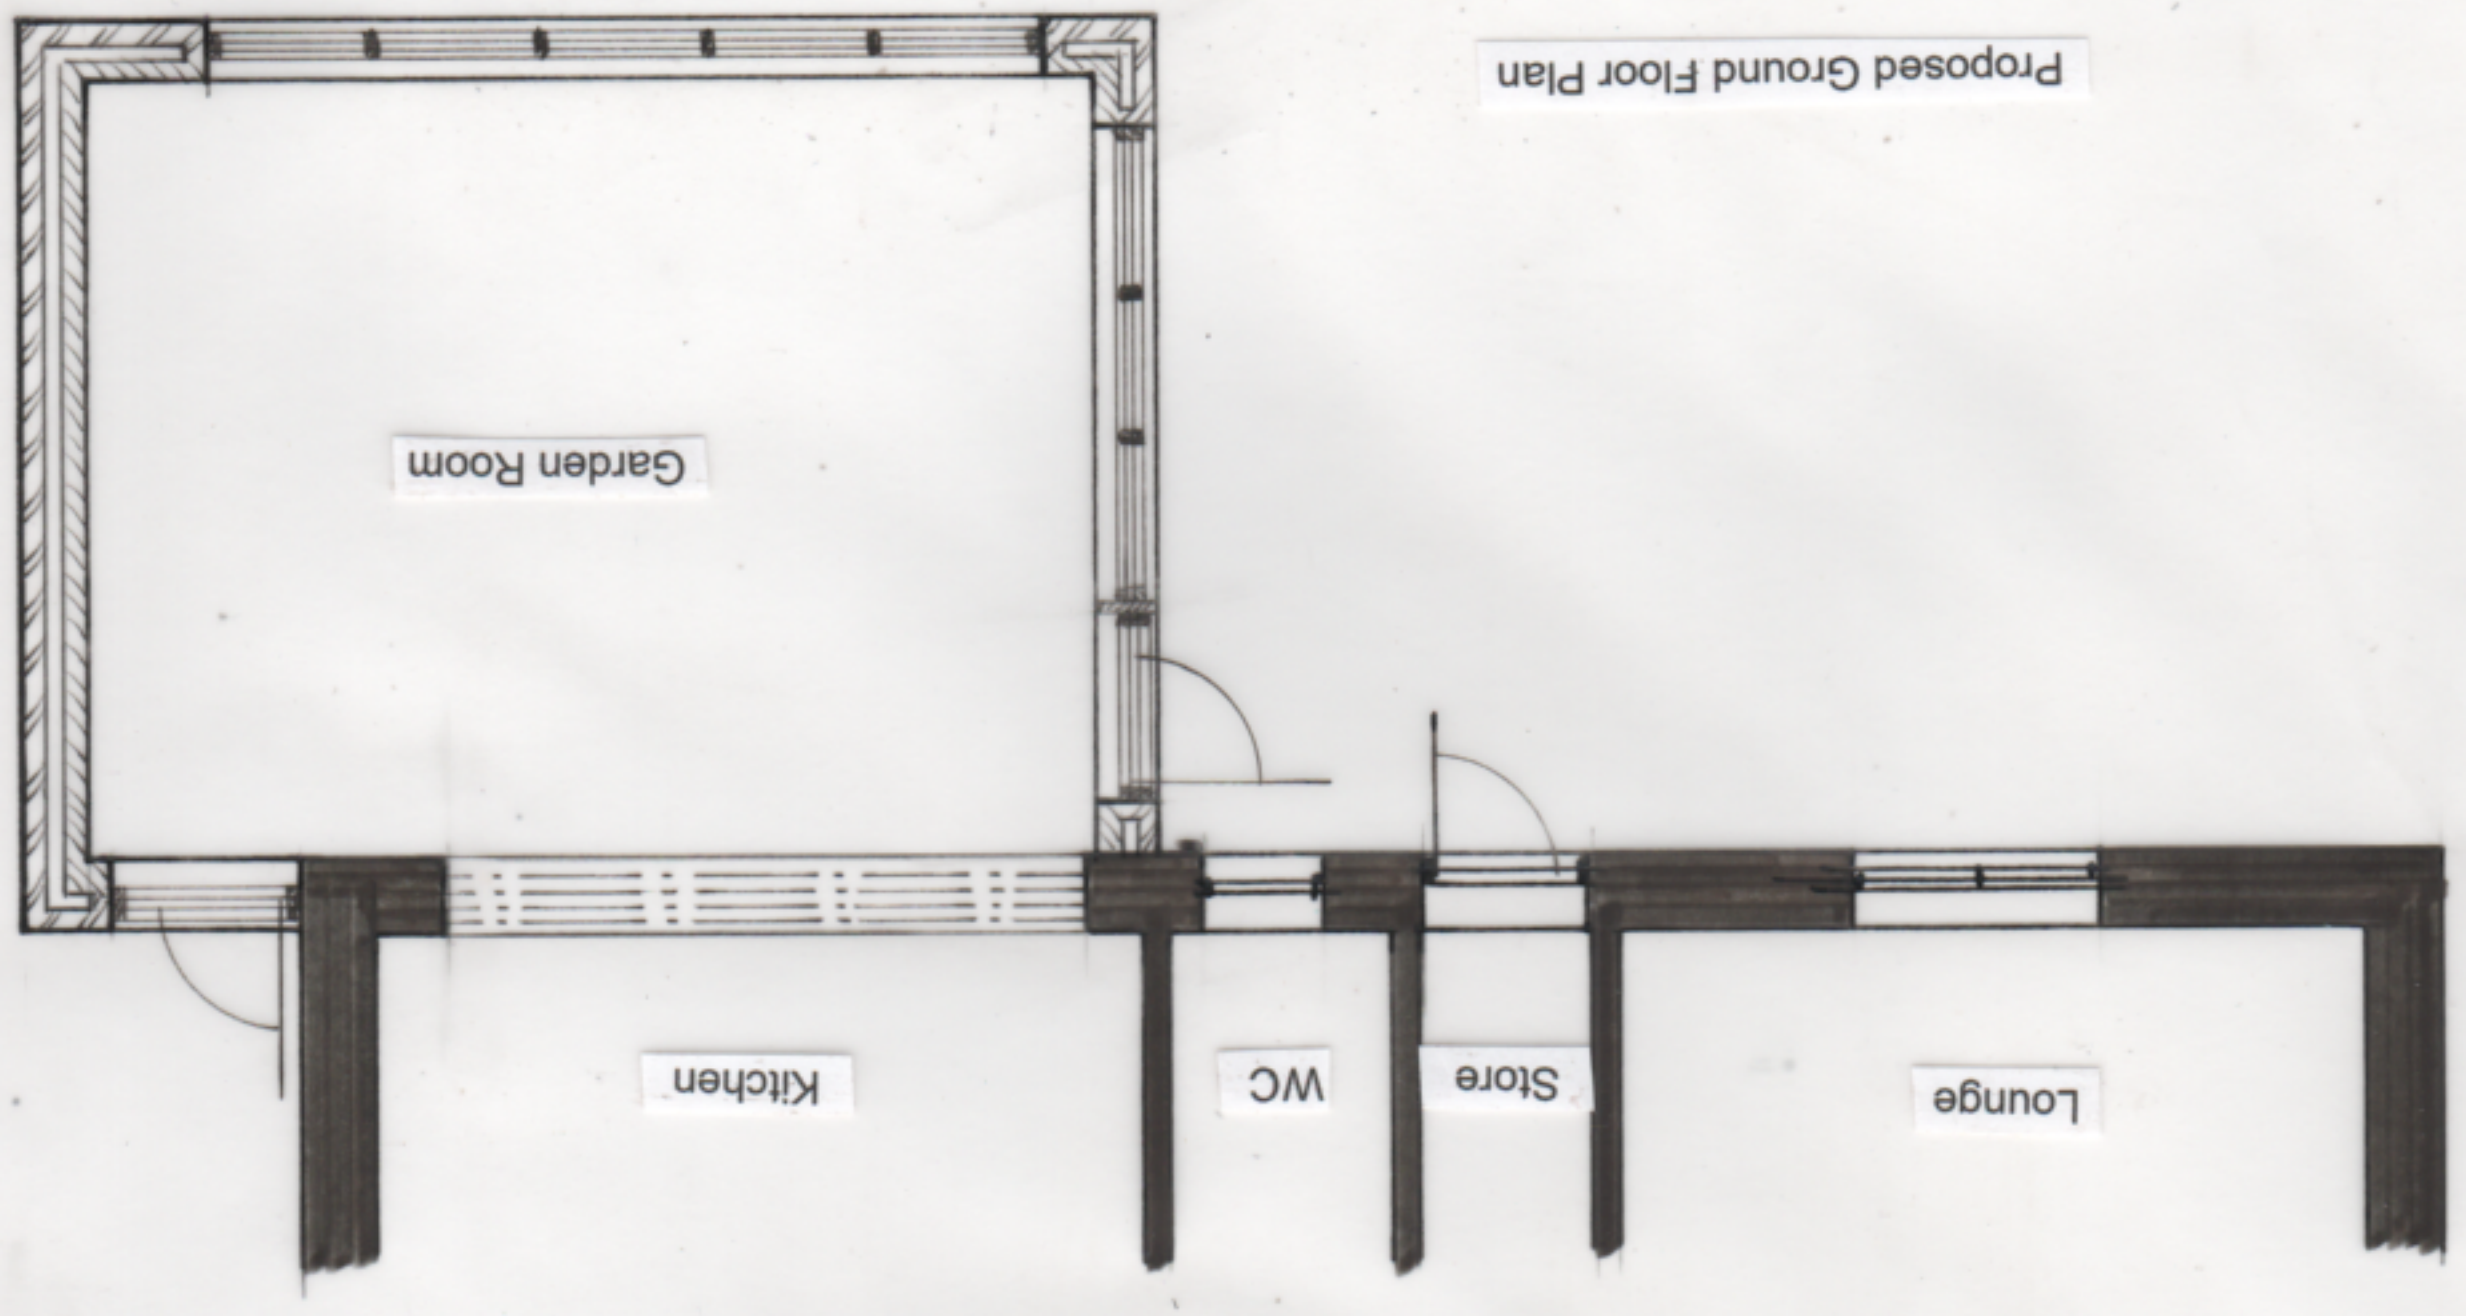 Lounge
Store
WC
Kitchen
Garden Room
Proposed Ground Floor Plan